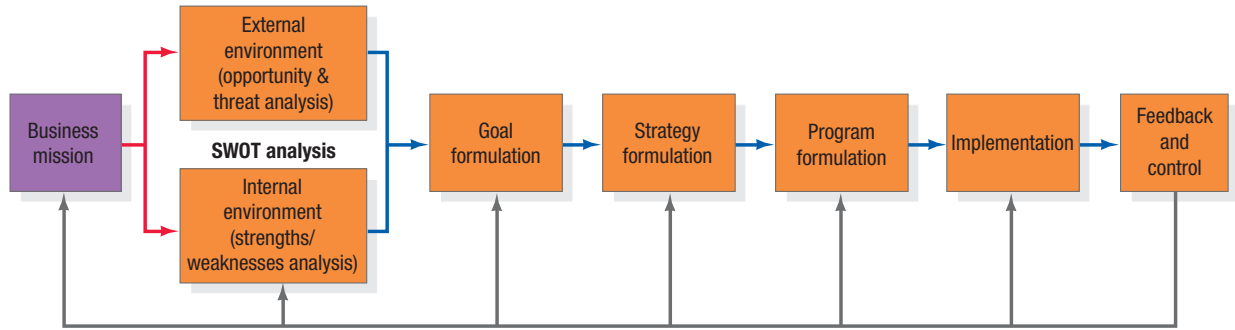 Business
mission
External
environment
(opportunity &
threat analysis)
SWOT analysis
Internal
environment
(strengths/
weaknesses analysis)
Goal
formulation
Strategy
formulation
Program
formulation
Implementation
Feedback
and
control